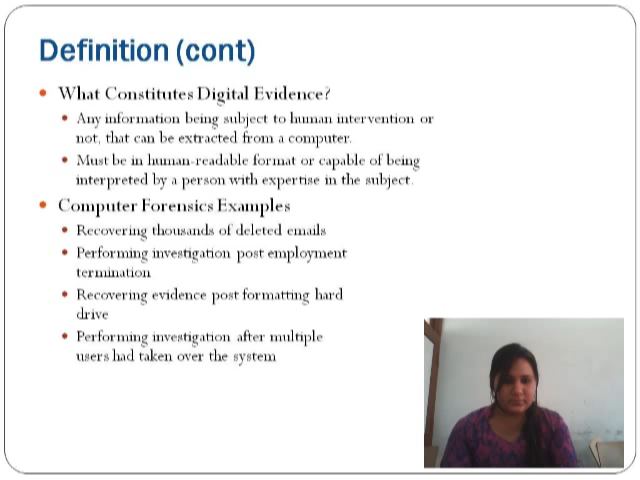 Definition (cont)
What Constitutes Digital Evidence?
Any information being subject to human intervention or
not, that can be extracted from a computer.
Must be in human-readable format or capable of being
interpreted by a person with expertise in the subject.
Computer Forensics Examples
Recovering thousands of deleted emails
Performing investigation post employment
termination
Recovering evidence post formatting hard
drive
Performing investigation after multiple
users had taken over the system